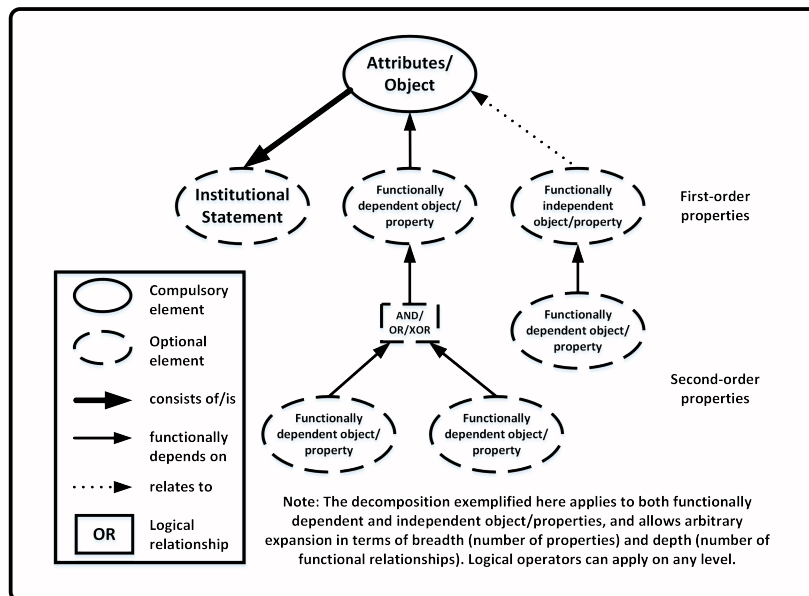 Attributes/
Object
Institutional
Statement
Functionally
dependent object/
property
Functionally
independent
object/property
First-order
properties
AND/
OR/XOR
Functionally
dependent object/
property
Second-order
properties
Functionally
dependent object/
property
Functionally
dependent object/
property
Compulsory
element
Optional
element
consists of/is
functionally
depends on
relates to
OR
Logical
relationship
Note: The decomposition exemplified here applies to both functionally
dependent and independent object/properties, and allows arbitrary
expansion in terms of breadth (number of properties) and depth (number of
functional relationships). Logical operators can apply on any level.